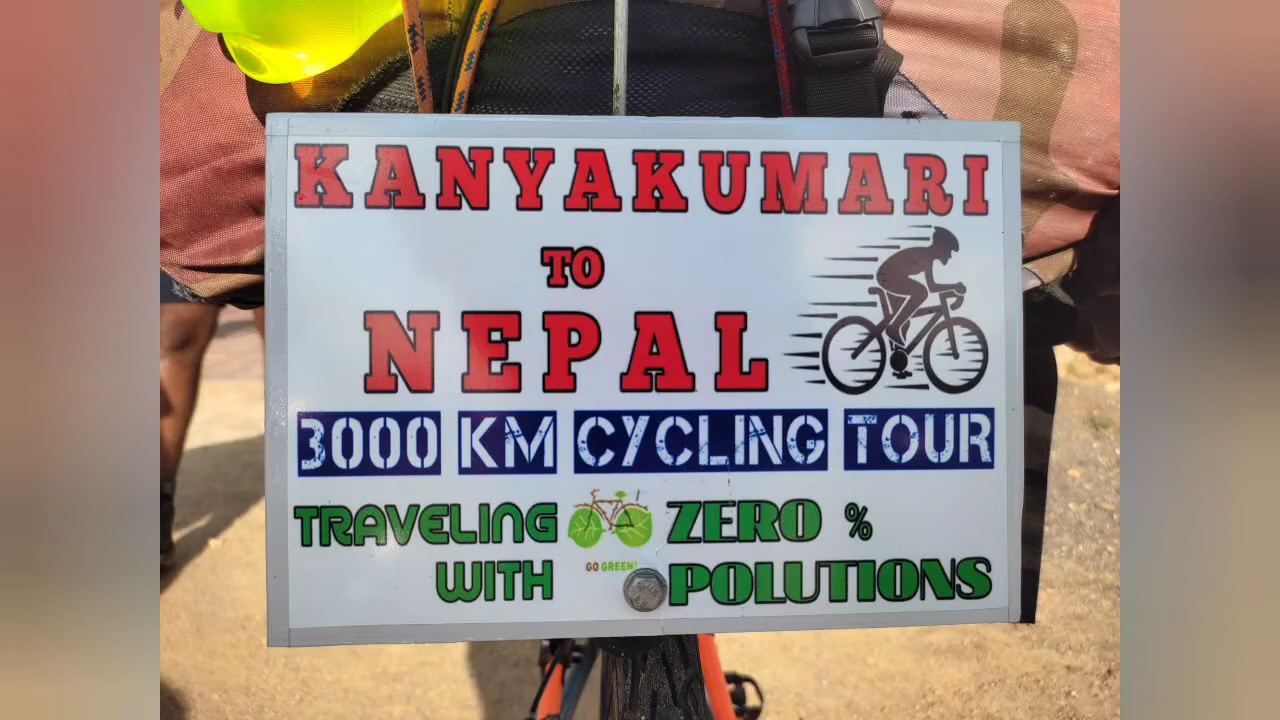 KANYAKUMARI
TO
NEPAL
3000 KM CYCLING TOUR
TRAVELING ZERO %
WITH POLUTIONS
GO GREEN!